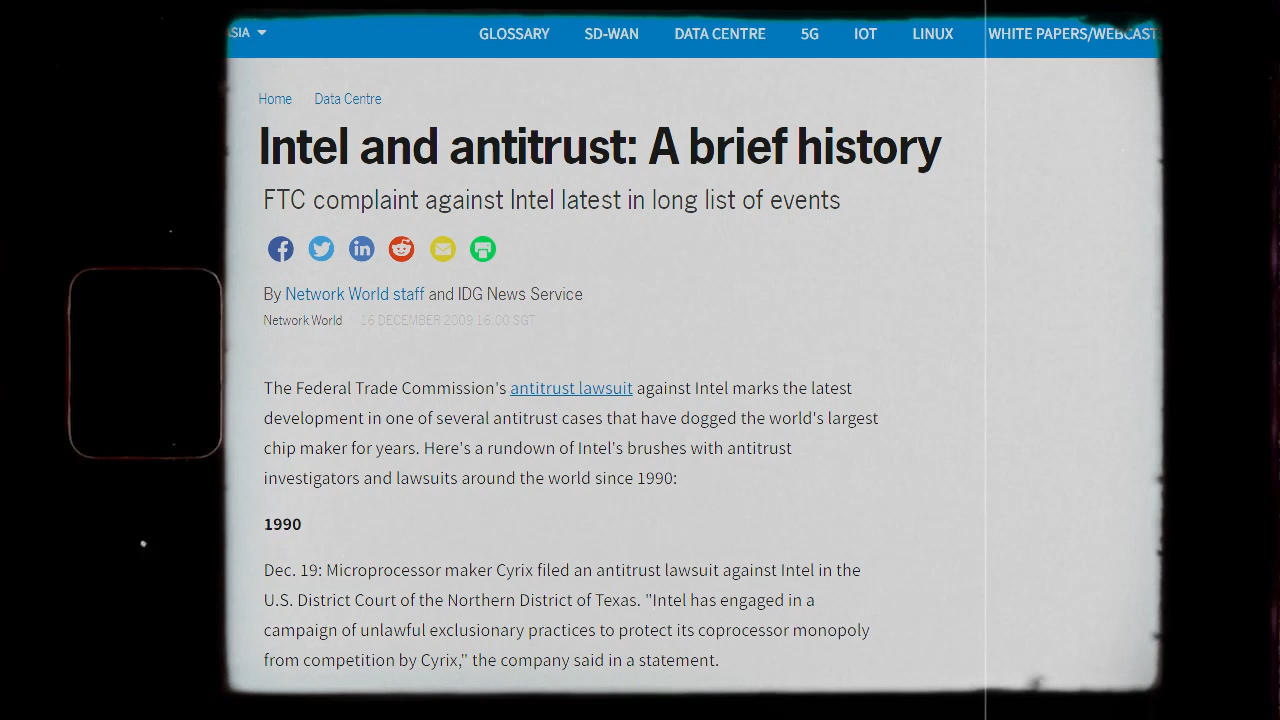 SIA
GLOSSARY SD-WAN DATA CENTRE 5G IOT LINUX WHITE PAPERS/WEBCAST
Home Data Centre
Intel and antitrust: A brief history
FTC complaint against Intel latest in long list of events
By Network World staff and IDG News Service
Network World 16 DECEMBER 2009 16:00 SGT
The Federal Trade Commission's antitrust lawsuit against Intel marks the latest
development in one of several antitrust cases that have dogged the world's largest
chip maker for years. Here's a rundown of Intel's brushes with antitrust
investigators and lawsuits around the world since 1990:
1990
Dec. 19: Microprocessor maker Cyrix filed an antitrust lawsuit against Intel in the
U.S. District Court of the Northern District of Texas. "Intel has engaged in a
campaign of unlawful exclusionary practices to protect its coprocessor monopoly
from competition by Cyrix," the company said in a statement.